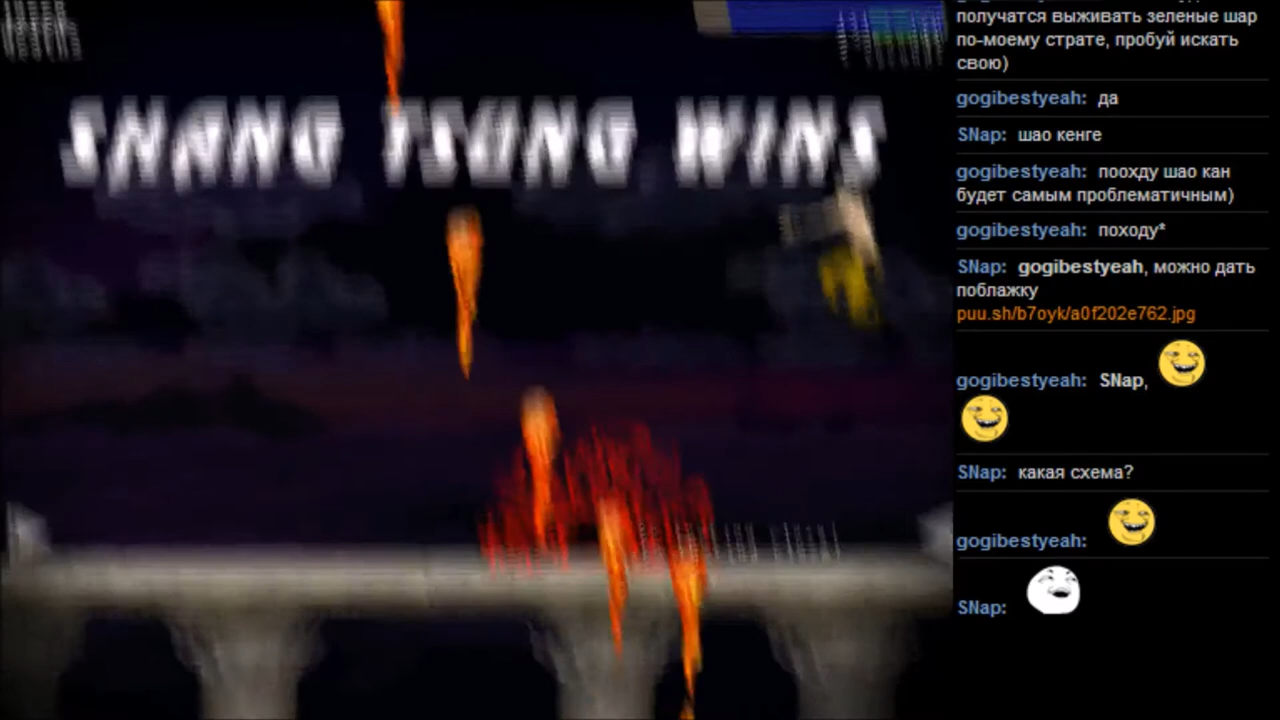 SHANG TSUNG WINS
получатся выживать зеленые шар
по-моему страте, пробуй искать
свою)
gogibestyeah: да
SNap: шао кенге
gogibestyeah: поохду шао кан
будет самым проблематичным)
gogibestyeah: походу*
SNap: gogibestyeah, можно дать
поблажку
puu.sh/b7oyk/a0f202e762.jpg
gogibestyeah: SNap,
SNap: какая схема?
gogibestyeah:
SNap: